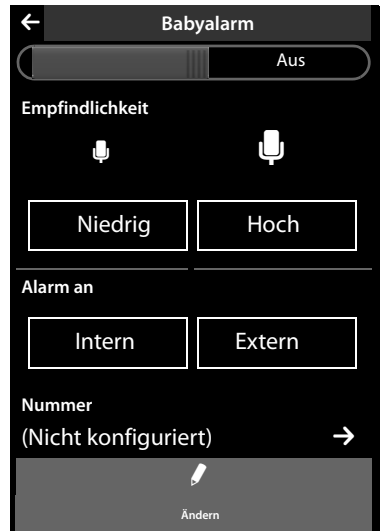 Babyalarm
Aus
Empfindlichkeit
Niedrig Hoch
Alarm an
Intern Extern
Nummer
(Nicht konfiguriert)
Ändern